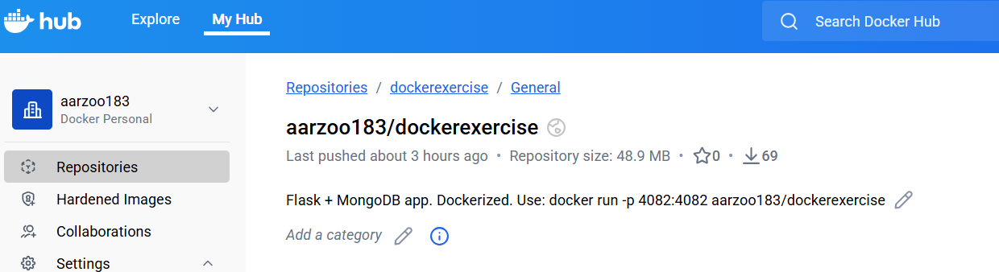 hub Explore My Hub Search Docker Hub
aarzoo183
Docker Personal
Repositories
Hardened Images
Collaborations
Settings
Repositories / dockerexercise / General
aarzoo183/dockerexercise
Last pushed about 3 hours ago • Repository size: 48.9 MB • 0 • 69
Flask + MongoDB app. Dockerized. Use: docker run -p 4082:4082 aarzoo183/dockerexercise
Add a category